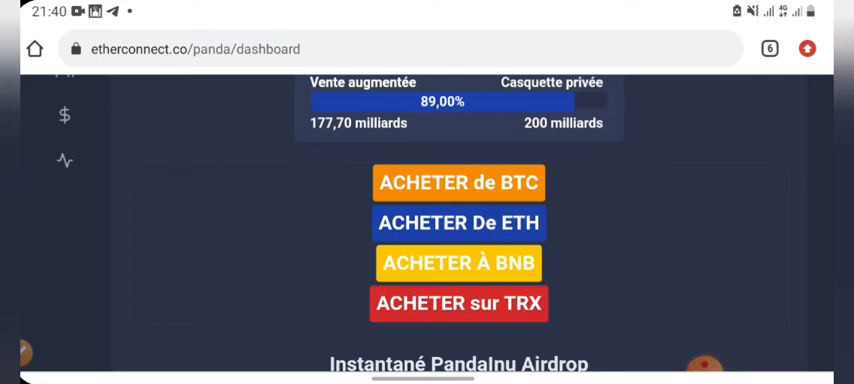 21:40
4G
etherconnect.co/panda/dashboard
6
Vente augmentée Casquette privée
89,00%
177,70 milliards 200 milliards
$
ACHETER de BTC
ACHETER De ETH
ACHETER À BNB
ACHETER sur TRX
Instantané PandaInu Airdrop